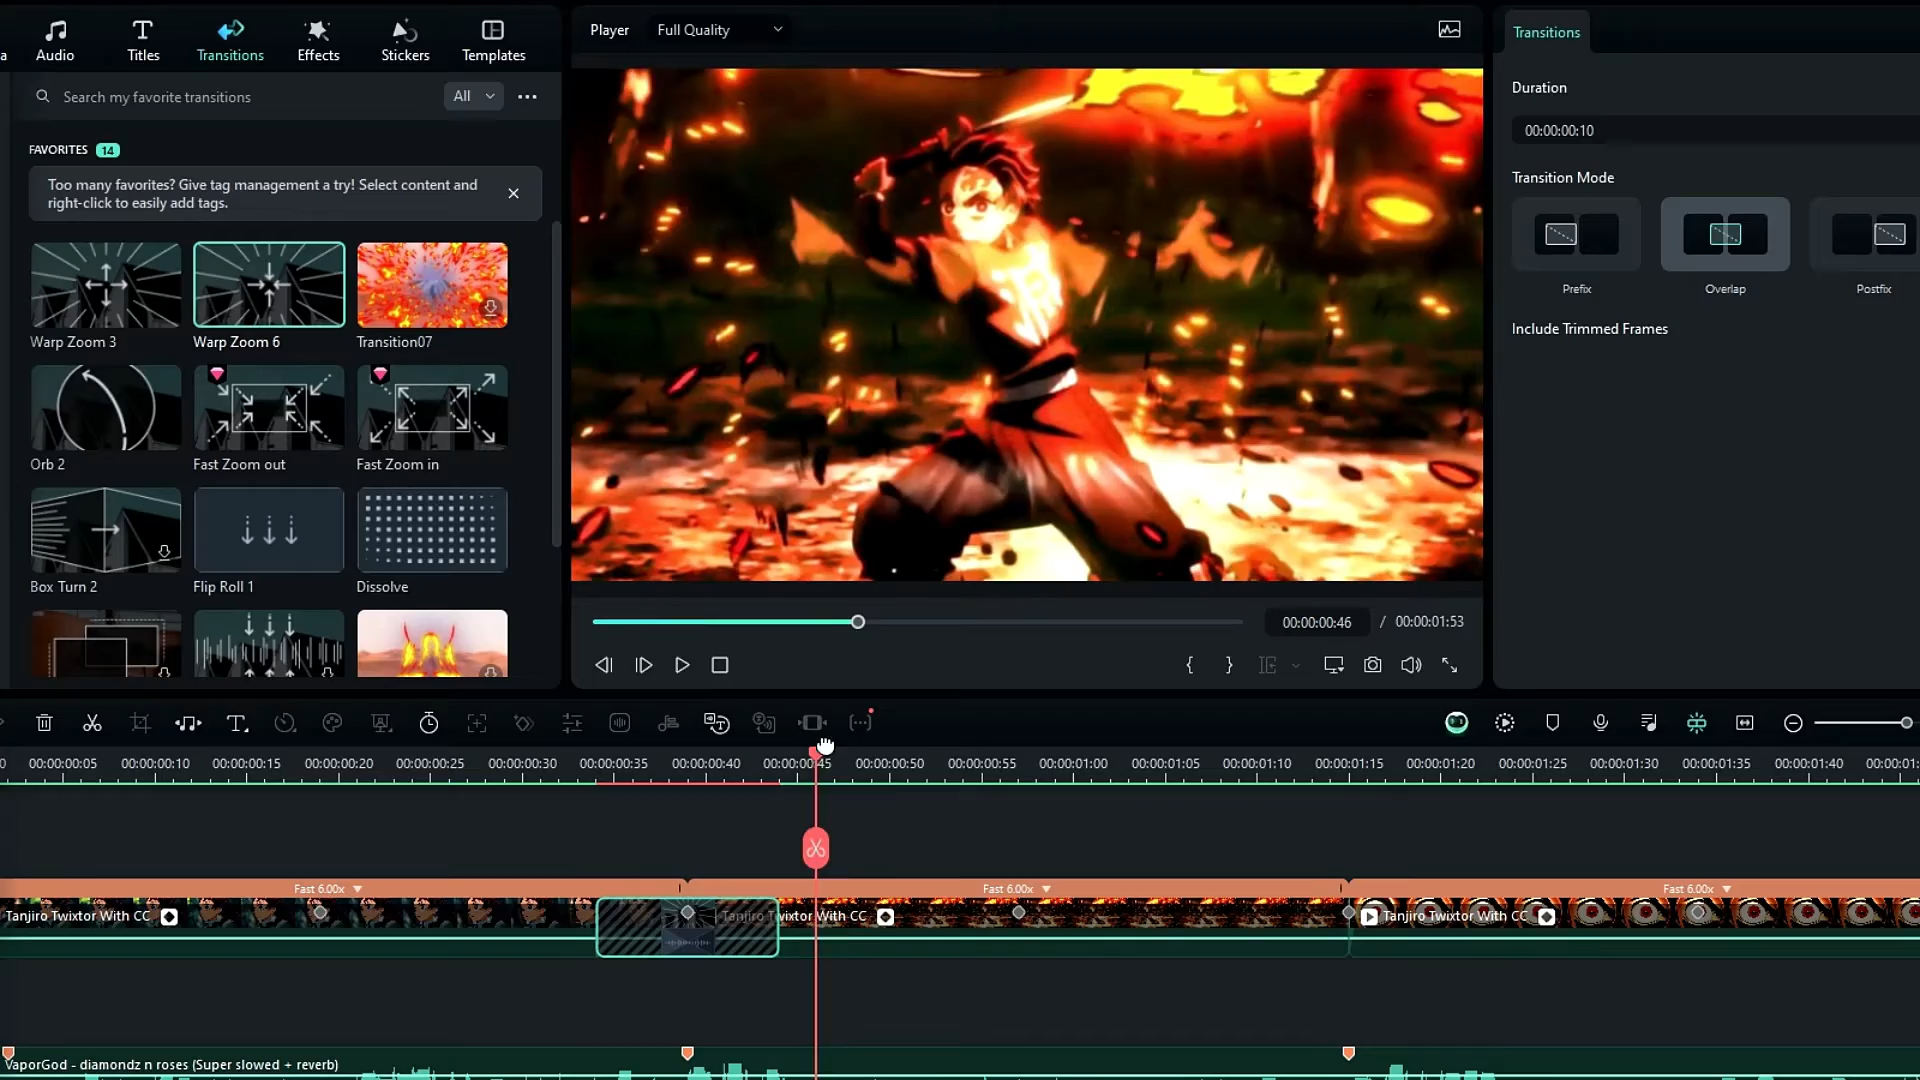 a
Audio
Titles
Transitions
Effects
Stickers
Templates
Search my favorite transitions
All
FAVORITES 14
Too many favorites? Give tag management a try! Select content and
right-click to easily add tags.
Warp Zoom 3
Warp Zoom 6
Transition07
Orb 2
Fast Zoom out
Fast Zoom in
Box Turn 2
Flip Roll 1
Dissolve
Player
Full Quality
00:00:00:46 / 00:00:01:53
Transitions
Duration
00:00:00:10
Transition Mode
Prefix
Overlap
Postfix
Include Trimmed Frames
0 00:00:00:05 00:00:00:10 00:00:00:15 00:00:00:20 00:00:00:25 00:00:00:30 00:00:00:35 00:00:00:40 00:00:00:45 00:00:00:50 00:00:00:55 00:00:01:00 00:00:01:05 00:00:01:10 00:00:01:15 00:00:01:20 00:00:01:25 00:00:01:30 00:00:01:35 00:00:01:40 00:00:01:
Fast 6.00x
Fast 6.00x
Fast 6.00x
Tanjiro Twixtor With CC
Tanjiro Twixtor With CC
Tanjiro Twixtor With CC
VaporGod - diamondz n roses (Super slowed + reverb)